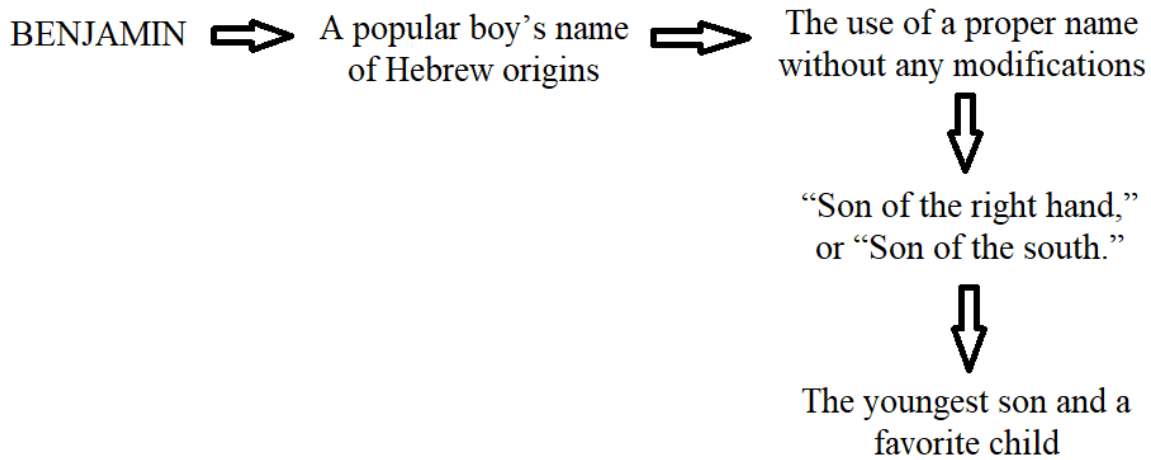 BENJAMIN
A popular boy’s name
of Hebrew origins
The use of a proper name
without any modifications
“Son of the right hand,”
or “Son of the south.”
The youngest son and a
favorite child